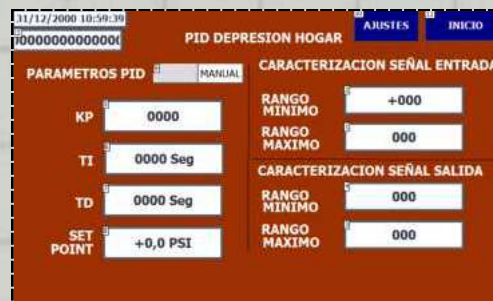 31/12/2000 10:59:39
PID DEPRESION HOGAR
AJUSTES
INICIO
PARAMETROS PID
MANUAL
KP
0000
TI
0000 Seg
TD
0000 Seg
SET
POINT
+0,0 PSI
CARACTERIZACION SEÑAL ENTRADA
RANGO
MINIMO
+000
RANGO
MAXIMO
000
CARACTERIZACION SEÑAL SALIDA
RANGO
MINIMO
000
RANGO
MAXIMO
000